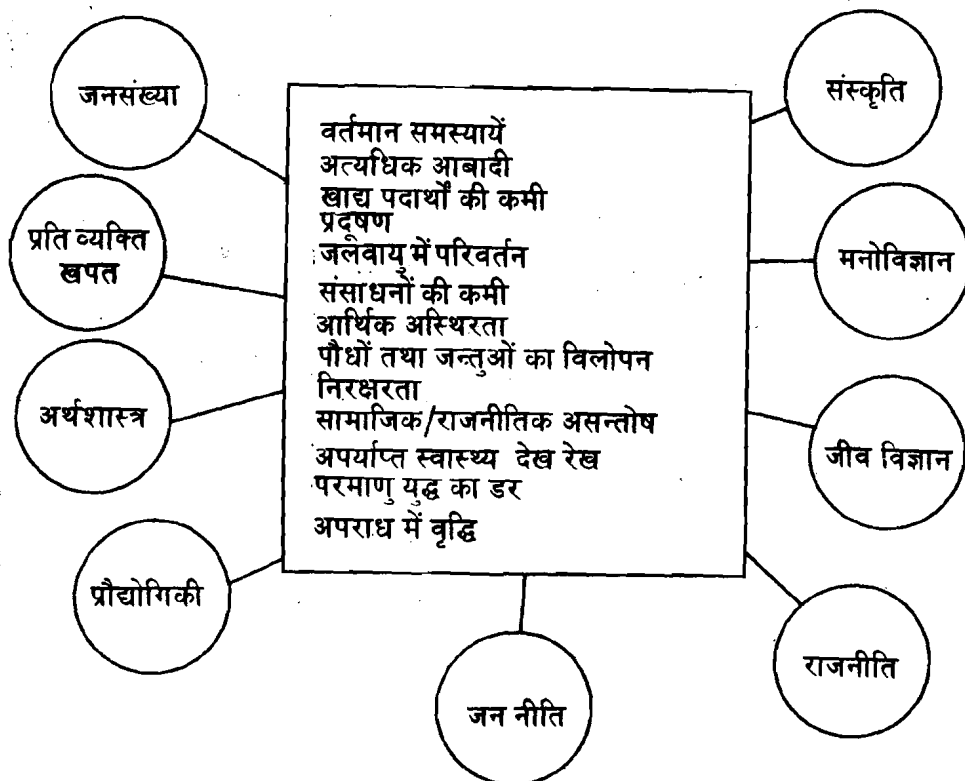 जनसंख्या
प्रति व्यक्ति
खपत
अर्थशास्त्र
प्रौद्योगिकी
वर्तमान समस्यायें
अत्यधिक आबादी
खाद्य पदार्थों की कमी
प्रदूषण
जलवायु में परिवर्तन
संसाधनों की कमी
आर्थिक अस्थिरता
पौधों तथा जन्तुओं का विलोपन
निरक्षरता
सामाजिक/राजनीतिक असन्तोष
अपर्याप्त स्वास्थ्य देख रेख
परमाणु युद्ध का डर
अपराध में वृद्धि
जन नीति
संस्कृति
मनोविज्ञान
जीव विज्ञान
राजनीति